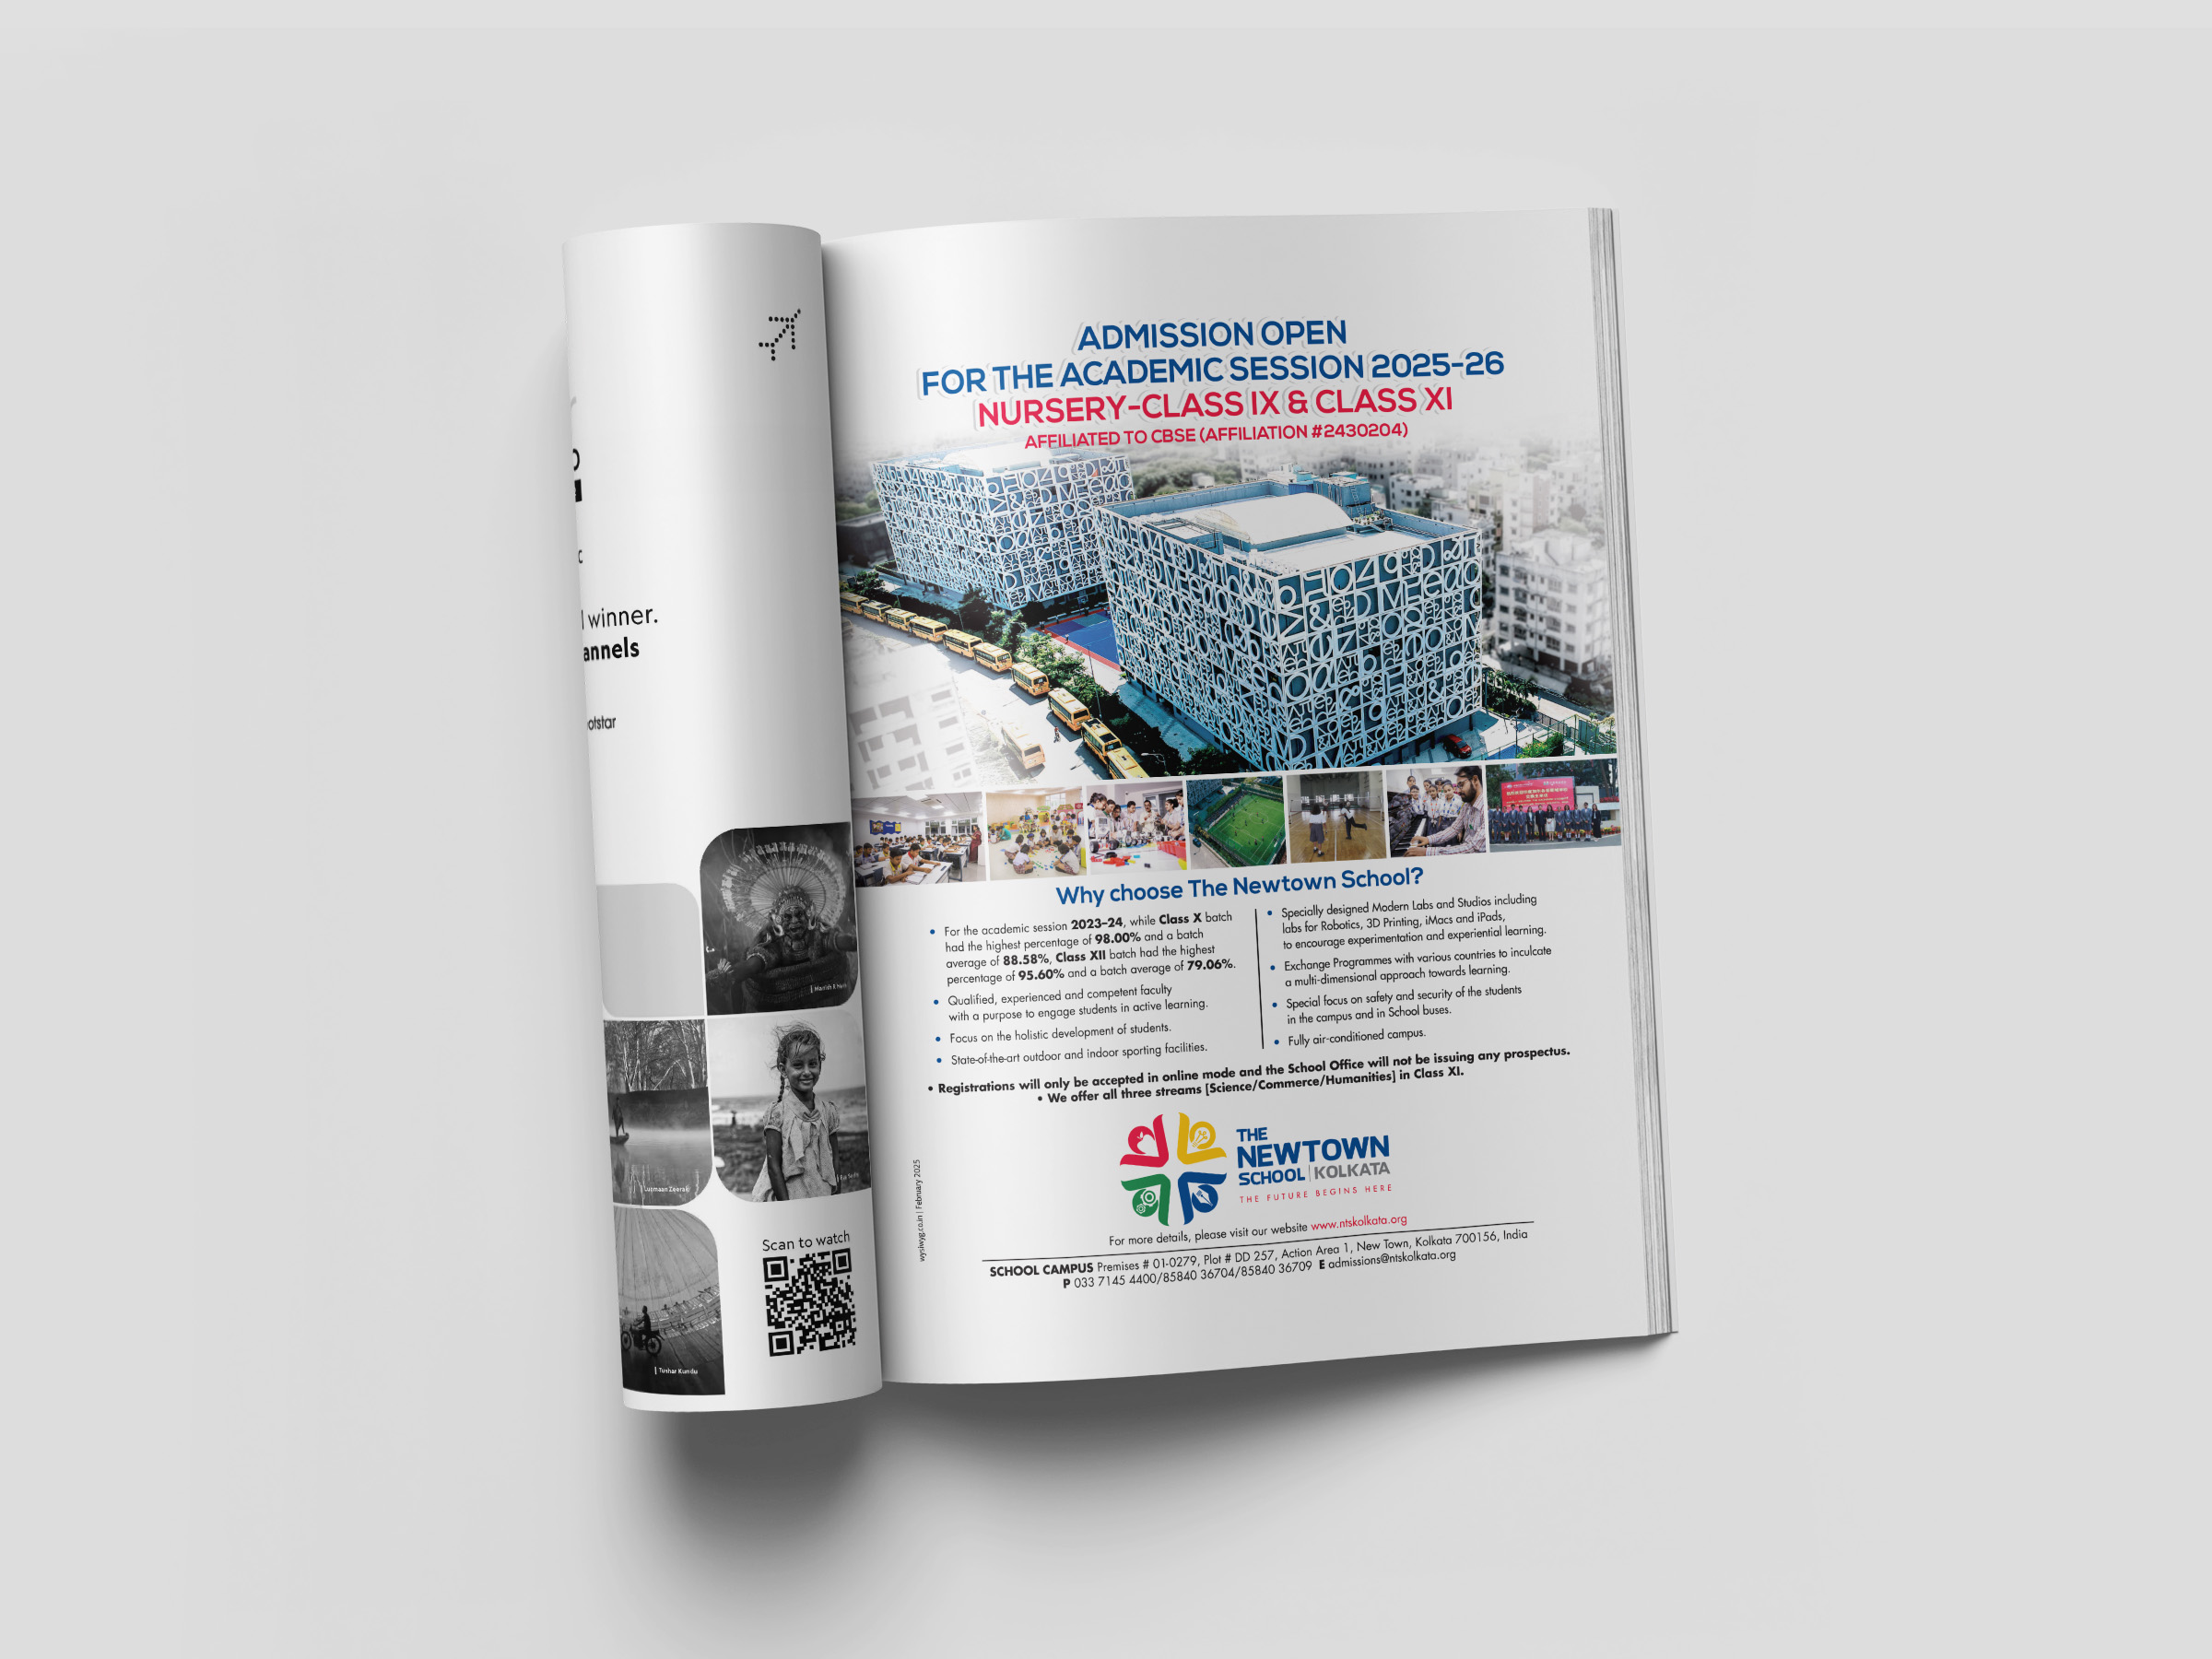 winner.
annels
otstar
Lusmaan Zeeral
Tushar Kundu
Scan to watch
ADMISSION OPEN
FOR THE ACADEMIC SESSION 2025-26
NURSERY-CLASS IX & CLASS XI
AFFILIATED TO CBSE (AFFILIATION #2430204)
Why choose The Newtown School?
• For the academic session 2023-24, while Class X batch
had the highest percentage of 98.00% and a batch
average of 88.58%, Class XII batch had the highest
percentage of 95.60% and a batch average of 79.06%.
• Qualified, experienced and competent faculty
with a purpose to engage students in active learning.
• Focus on the holistic development of students.
• State-of-the-art outdoor and indoor sporting facilities.
• Specially designed Modern Labs and Studios including
labs for Robotics, 3D Printing, iMacs and iPads,
to encourage experimentation and experiential learning.
• Exchange Programmes with various countries to inculcate
a multi-dimensional approach towards learning.
• Special focus on safety and security of the students
in the campus and in School buses.
• Fully air-conditioned campus.
• Registrations will only be accepted in online mode and the School Office will not be issuing any prospectus.
• We offer all three streams [Science/Commerce/Humanities] in Class XI.
THE
NEWTOWN
SCHOOL | KOLKATA
THE FUTURE BEGINS HERE
wysiwyg.co.in | February 2025
For more details, please visit our website www.ntskolkata.org
SCHOOL CAMPUS Premises # 01-0279, Plot # DD 257, Action Area 1, New Town, Kolkata 700156, India
P 033 7145 4400/85840 36704/85840 36709 E admissions@ntskolkata.org